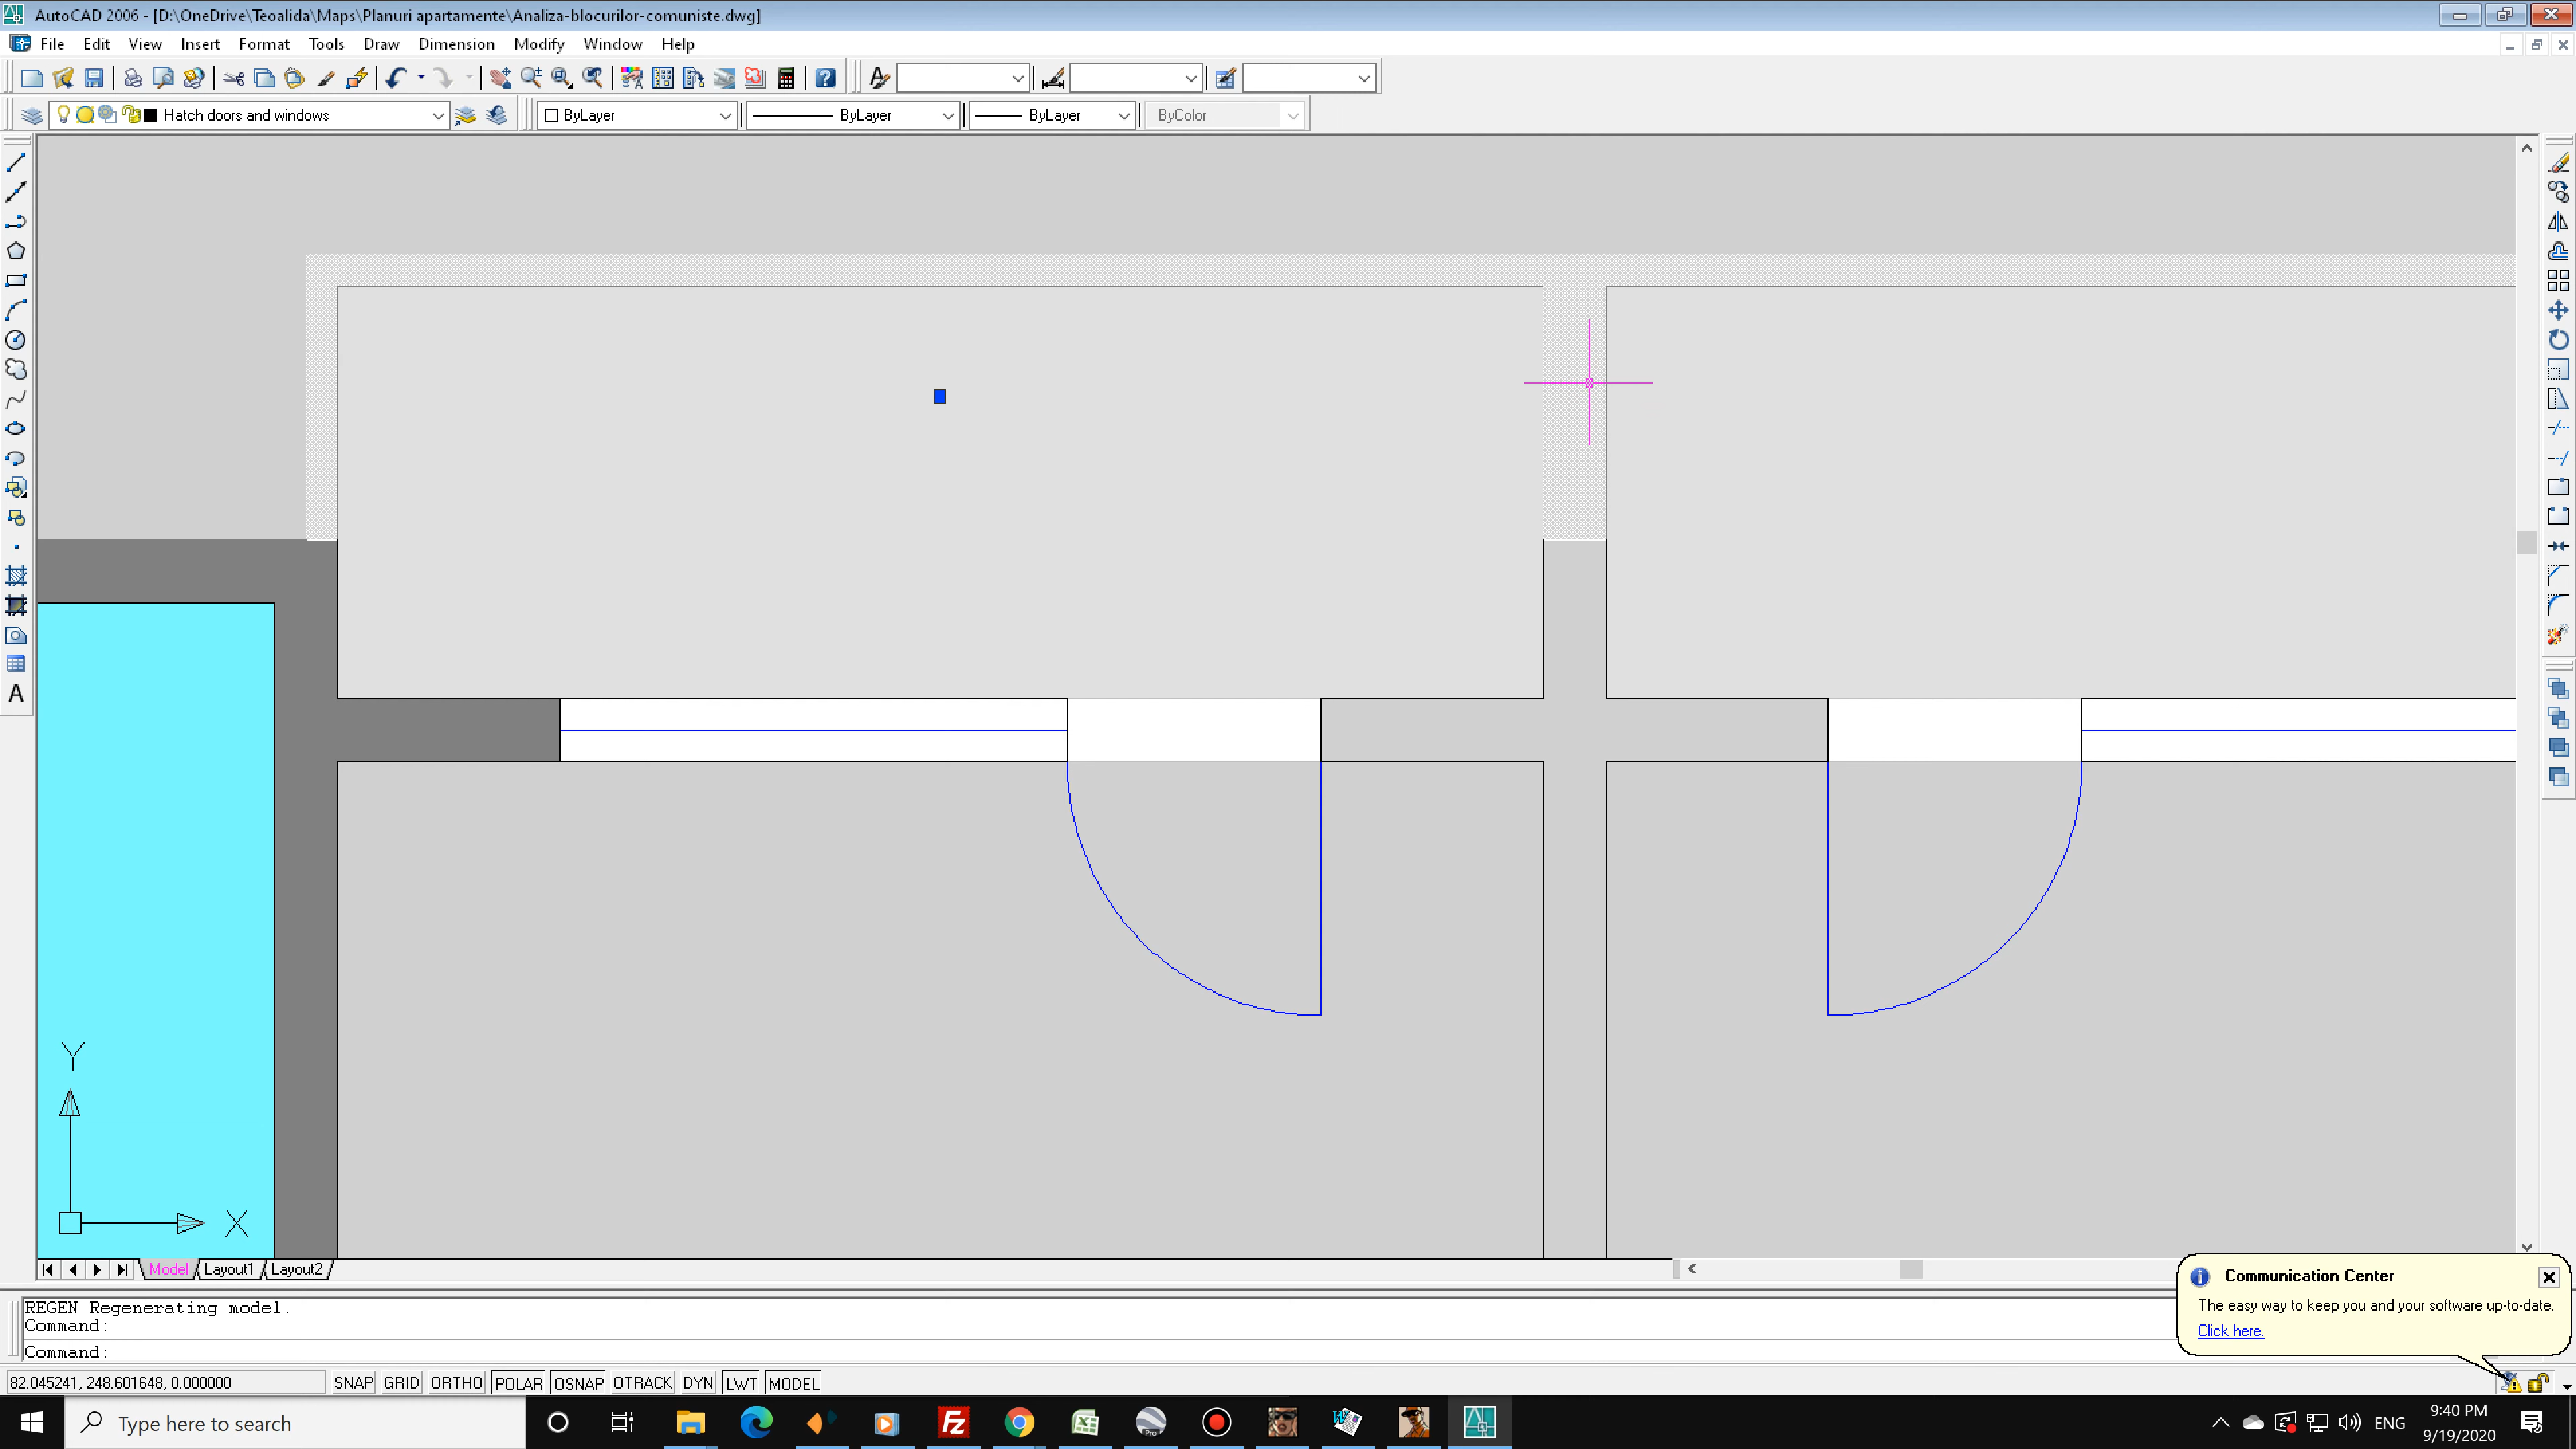 AutoCAD 2006 - [D:\OneDrive\Teoalida\Maps\Planuri apartamente\Analiza-blocurilor-comuniste.dwg]
File Edit View Insert Format Tools Draw Dimension Modify Window Help
Hatch doors and windows ByLayer ByLayer ByLayer ByColor
A
Y
X
Model Layout1 Layout2
REGEN Regenerating model.
Command:
Command:
Communication Center
The easy way to keep you and your software up-to-date.
Click here.
82.045241, 248.601648, 0.000000 SNAP GRID ORTHO POLAR OSNAP OTRACK DYN LWT MODEL
Type here to search
Fz
Pro
ENG
9:40 PM
9/19/2020